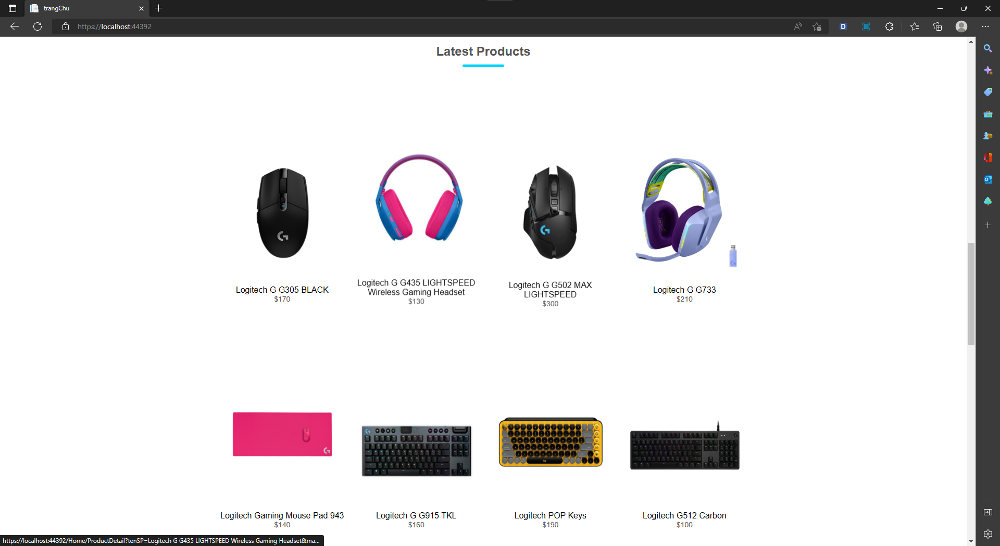 trangChu
https://localhost:44392
Latest Products
Logitech G G305 BLACK
$170
Logitech G G435 LIGHTSPEED
Wireless Gaming Headset
$130
Logitech G G502 MAX
LIGHTSPEED
$300
Logitech G G733
$210
Logitech Gaming Mouse Pad 943
$140
Logitech G G915 TKL
$160
Logitech POP Keys
$190
Logitech G512 Carbon
$100
https://localhost:44392/Home/ProductDetail?tenSP=Logitech G G435 LIGHTSPEED Wireless Gaming Headset&ma...